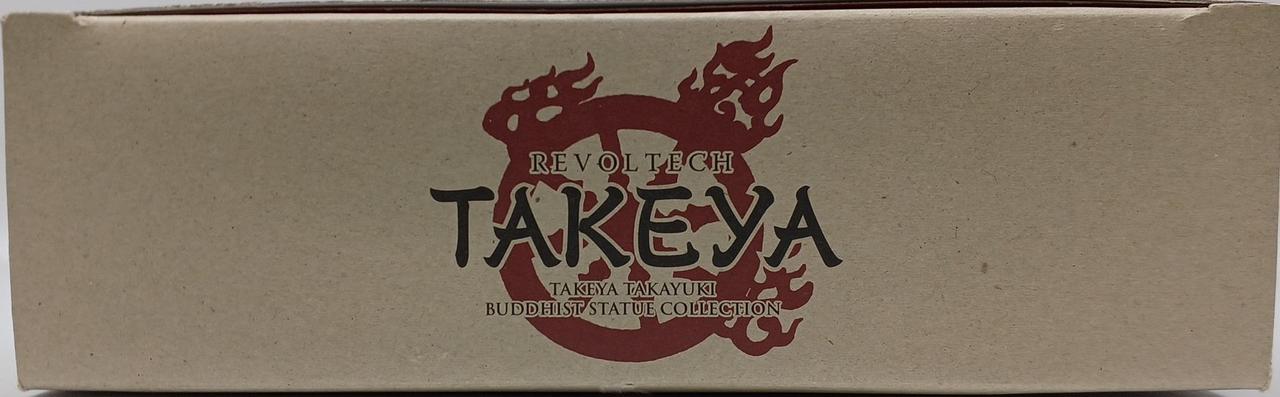 REVOLTECH
TAKEYA
TAKEYA TAKAYUKI
BUDDHIST STATUE COLLECTION